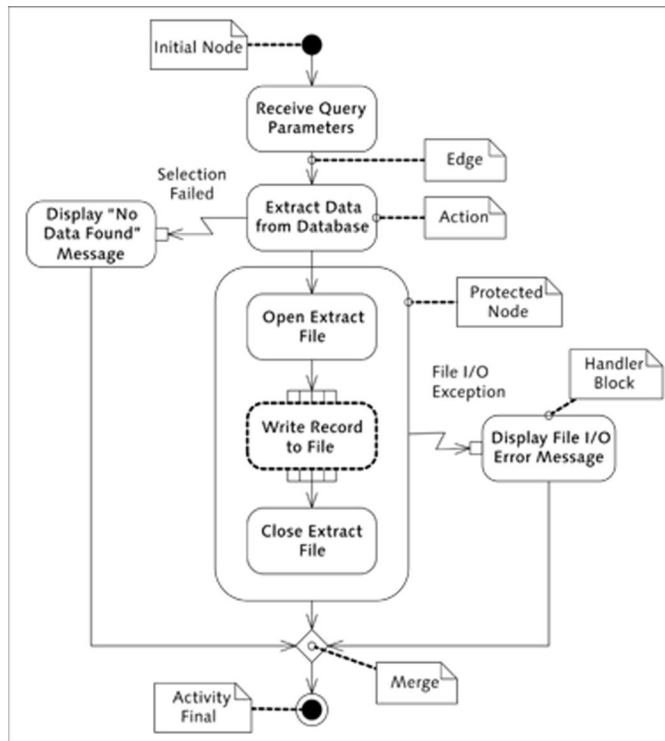 Initial Node
Receive Query
Parameters
Edge
Selection
Failed
Display "No
Data Found"
Message
Extract Data
from Database
Action
Protected
Node
Open Extract
File
File I/O
Exception
Handler
Block
Write Record
to File
Display File I/O
Error Message
Close Extract
File
Merge
Activity
Final